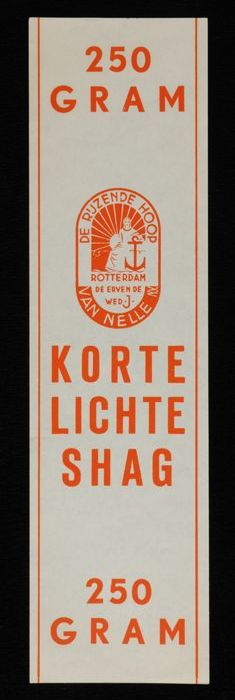 250
GRAM
DE RIJZENDE HOOP
ROTTERDAM
DE ERVEN DE
WED J.
VAN NELLE
KORTE
LICHTE
SHAG
250
GRAM